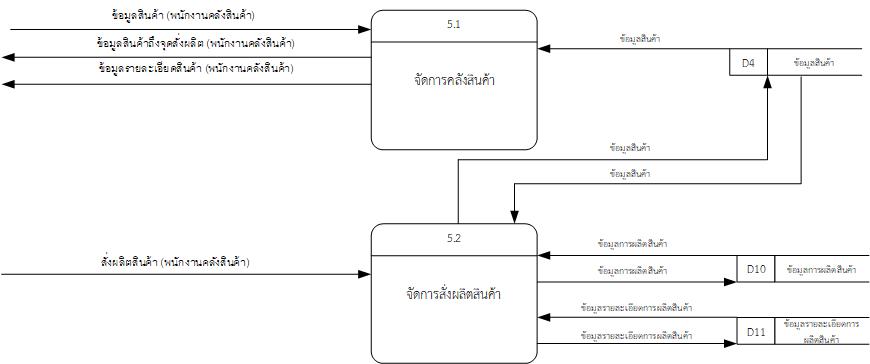 ข้อมูลสินค้า (พนักงานคลังสินค้า)
5.1
ข้อมูลสินค้าถึงจุดสั่งผลิต (พนักงานคลังสินค้า)
ข้อมูลสินค้า
ข้อมูลรายละเอียดสินค้า (พนักงานคลังสินค้า)
จัดการคลังสินค้า
D4
ข้อมูลสินค้า
ข้อมูลสินค้า
ข้อมูลสินค้า
5.2
ข้อมูลการผลิตสินค้า
สั่งผลิตสินค้า (พนักงานคลังสินค้า)
จัดการสั่งผลิตสินค้า
ข้อมูลการผลิตสินค้า
D10
ข้อมูลการผลิตสินค้า
ข้อมูลรายละเอียดการผลิตสินค้า
ข้อมูลรายละเอียดการผลิตสินค้า
D11
ข้อมูลรายละเอียดการ
ผลิตสินค้า